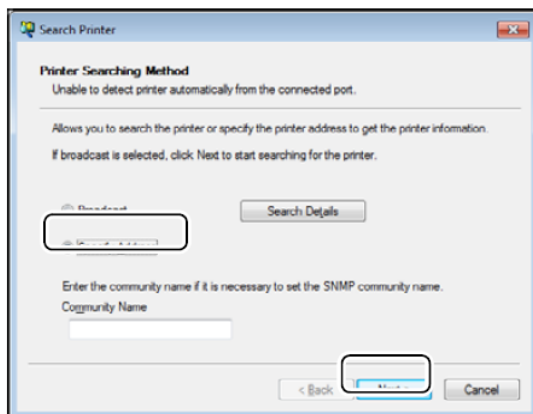 Search Printer
Printer Searching Method
Unable to detect printer automatically from the connected port.
Allows you to search the printer or specify the printer address to get the printer information.
If broadcast is selected, click Next to start searching for the printer.
Search Details
Enter the community name if it is necessary to set the SNMP community name.
Community Name
< Back
Cancel